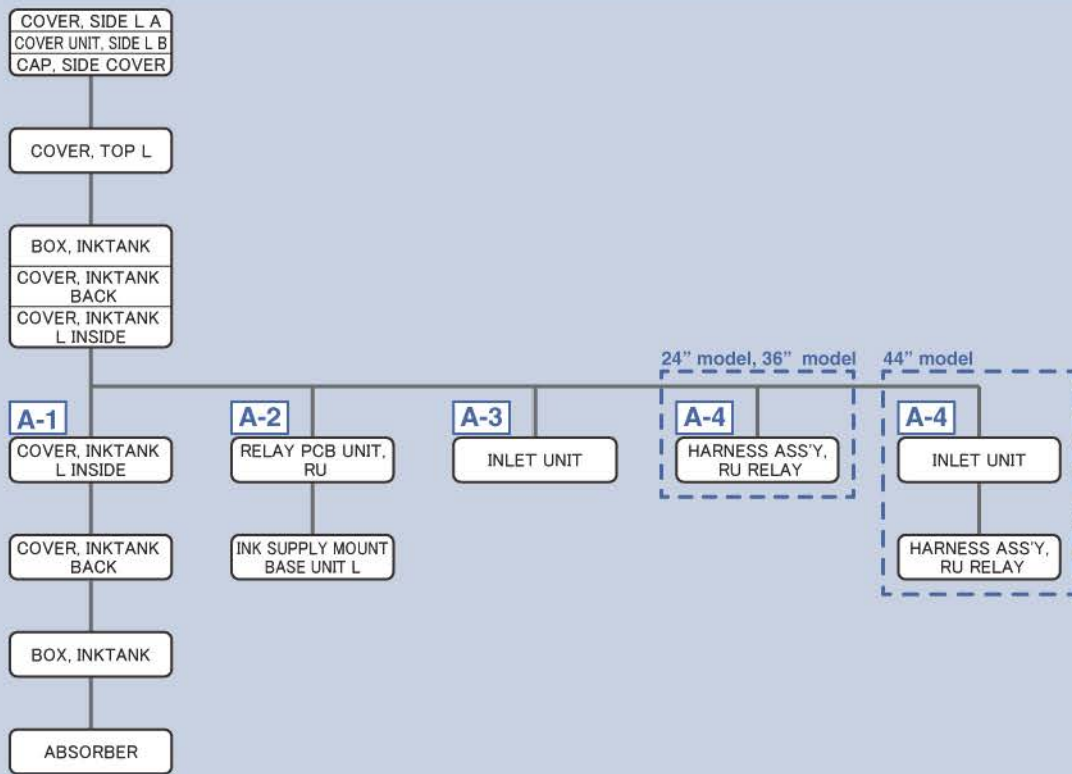 COVER, SIDE L A
COVER UNIT, SIDE L B
CAP, SIDE COVER
COVER, TOP L
BOX, INKTANK
COVER, INKTANK
BACK
COVER, INKTANK
L INSIDE
24” model, 36” model
44” model
A-1
COVER, INKTANK
L INSIDE
COVER, INKTANK
BACK
BOX, INKTANK
ABSORBER
A-2
RELAY PCB UNIT,
RU
INK SUPPLY MOUNT
BASE UNIT L
A-3
INLET UNIT
A-4
HARNESS ASS'Y,
RU RELAY
A-4
INLET UNIT
HARNESS ASS'Y,
RU RELAY